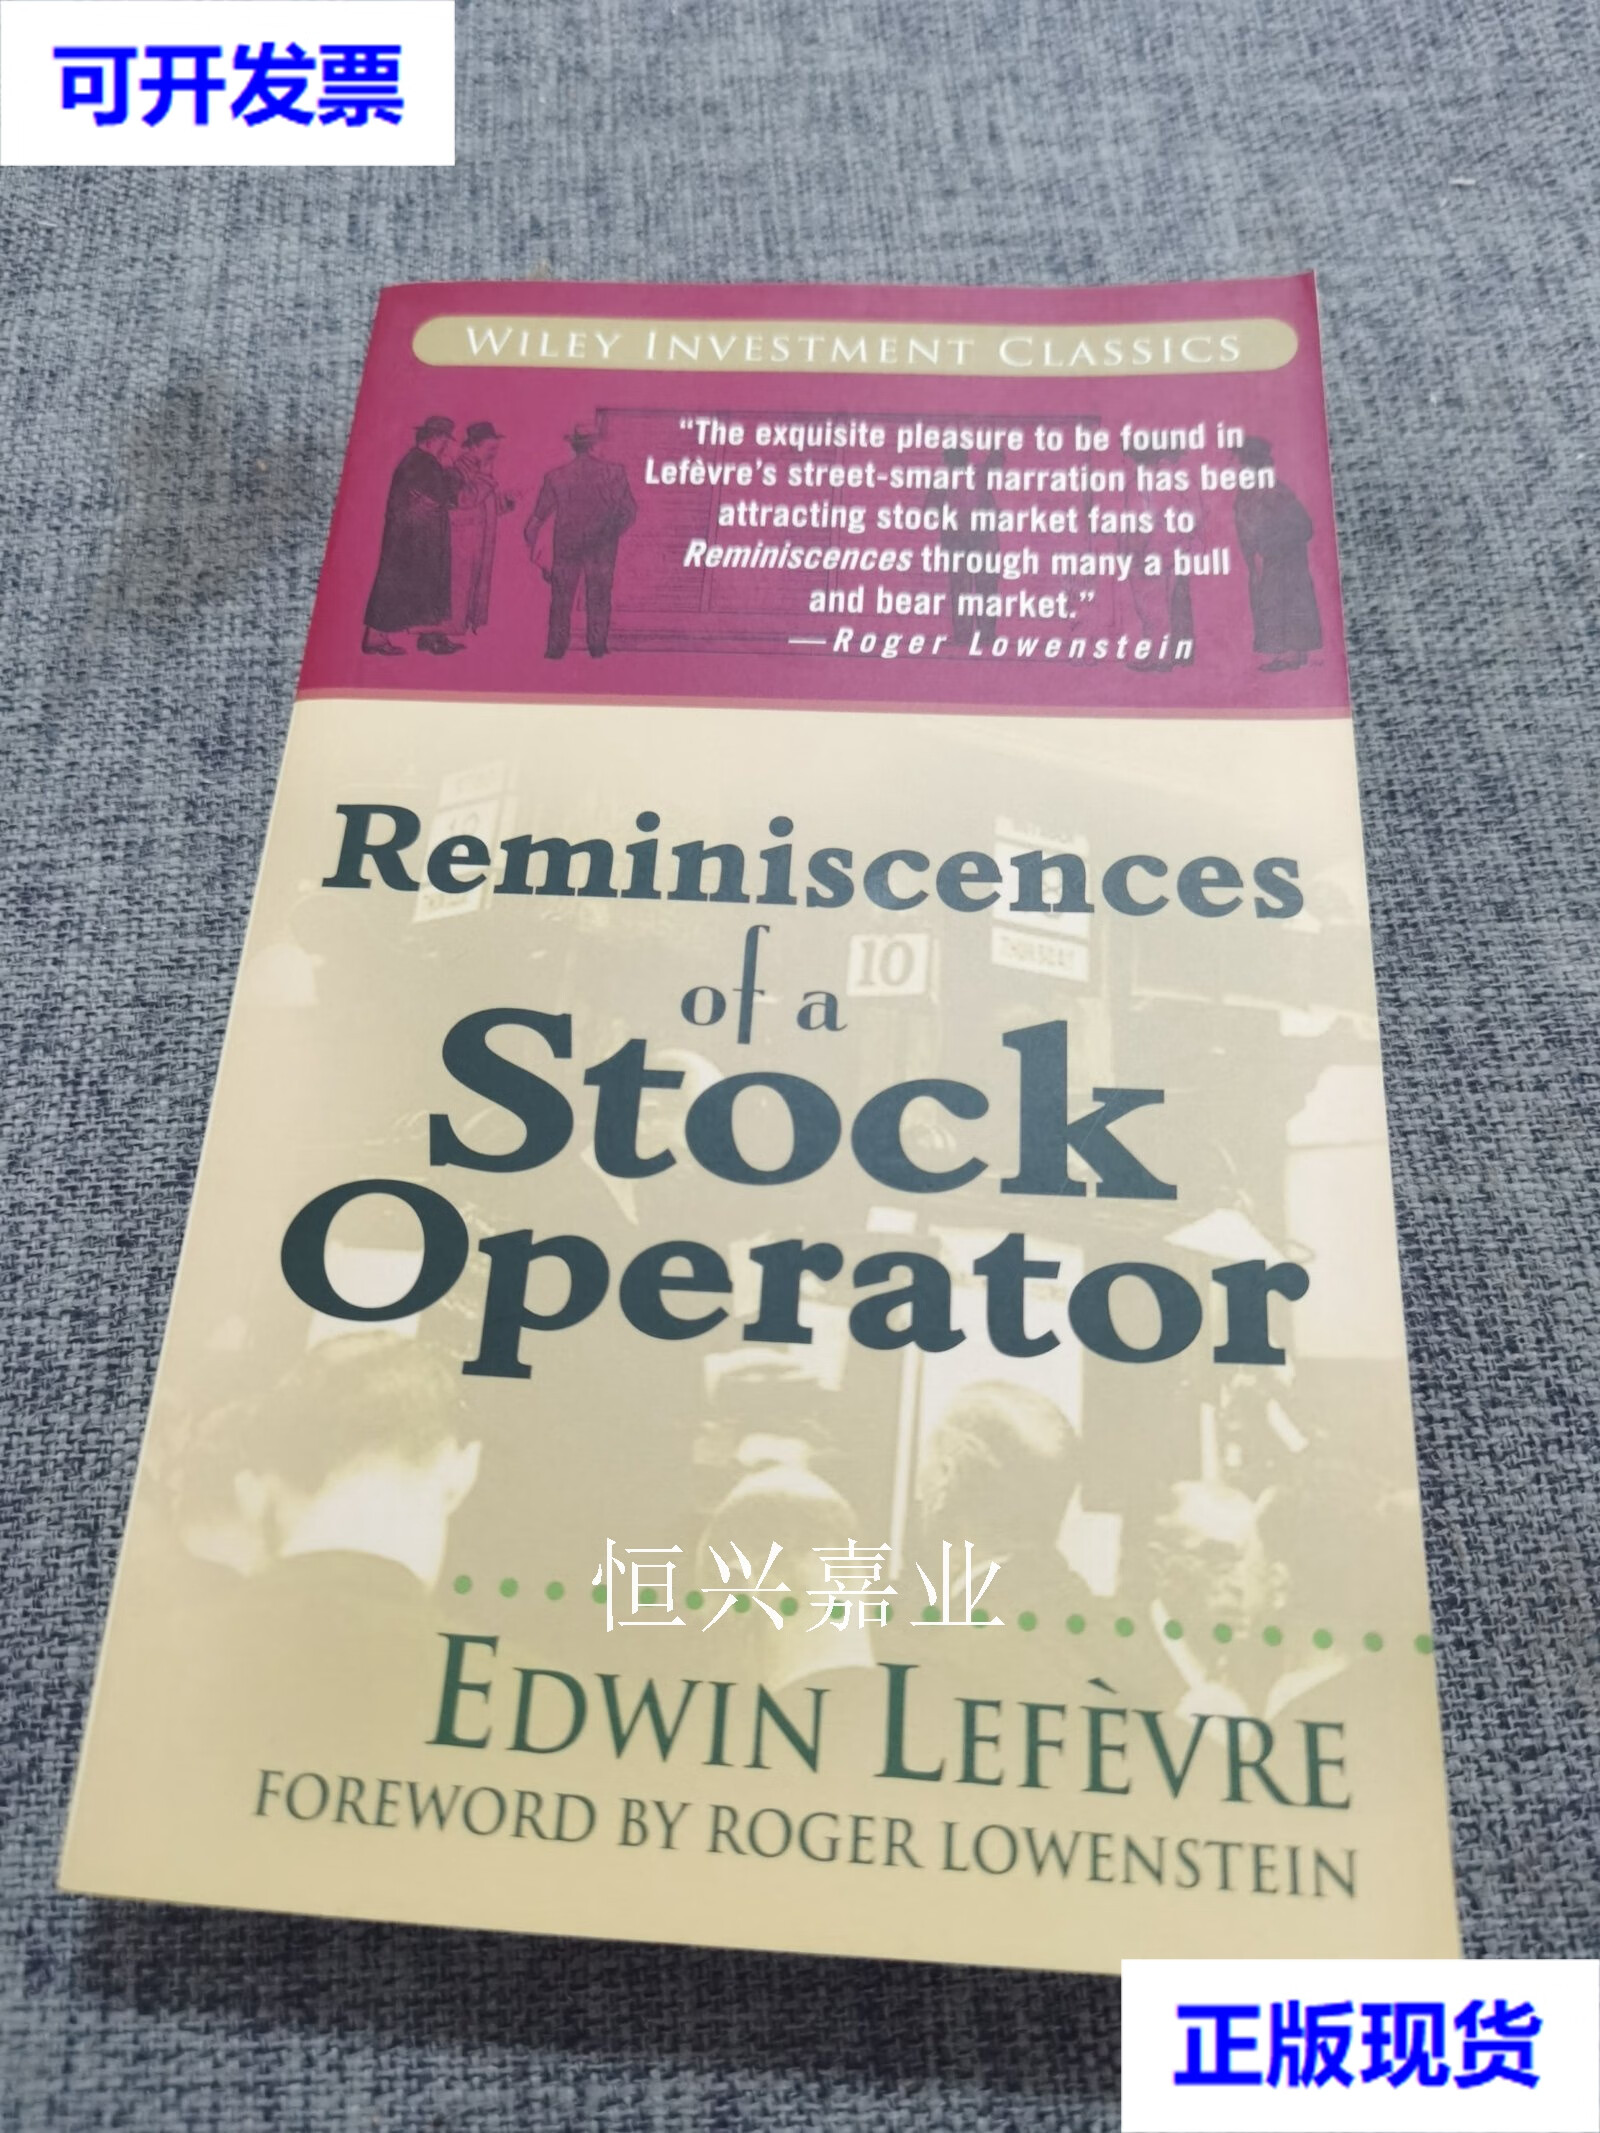 可开发票
WILEY INVESTMENT CLASSICS
“The exquisite pleasure to be found in
Lefèvre’s street-smart narration has been
attracting stock market fans to
Reminiscences through many a bull
and bear market.”
—Roger Lowenstein
Reminiscences
of a
10
THURSDAY
Stock
Operator
恒兴嘉业
EDWIN LEFÈVRE
FOREWORD BY ROGER LOWENSTEIN
正版现货